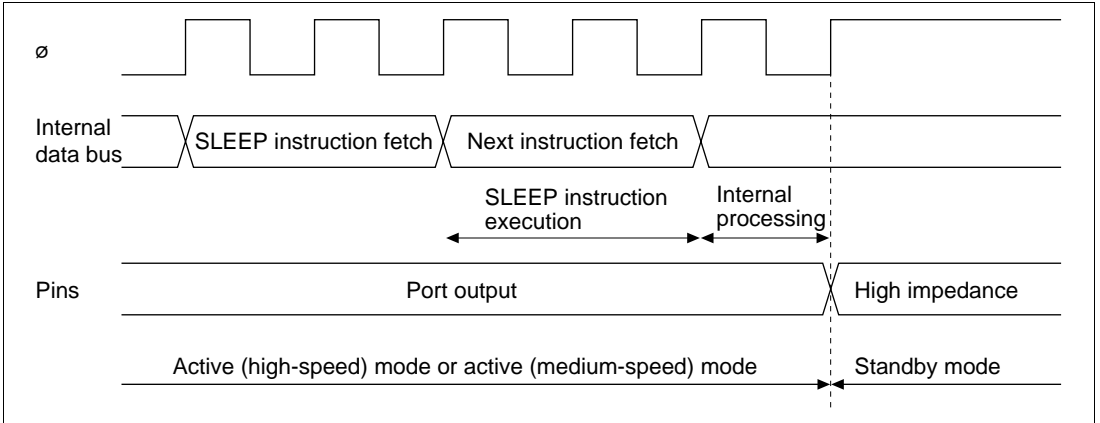 ø
Internal
data bus
SLEEP instruction fetch
Next instruction fetch
SLEEP instruction
execution
Internal
processing
Pins
Port output
High impedance
Active (high-speed) mode or active (medium-speed) mode
Standby mode